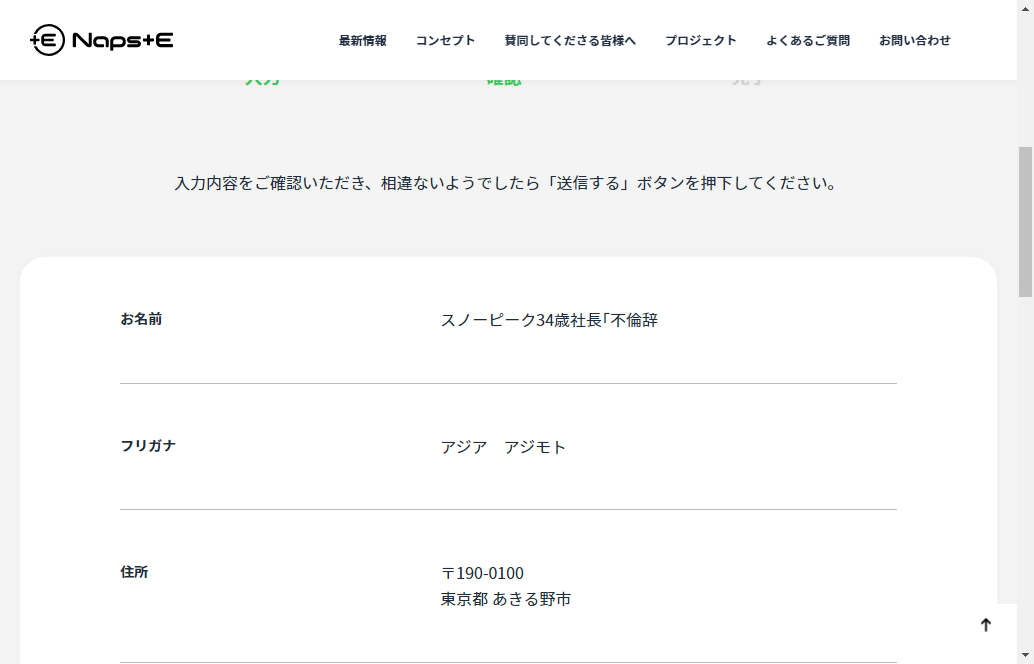 Naps+E
最新情報 コンセプト 賛同してくださる皆様へ プロジェクト よくあるご質問 お問い合わせ
入力 確認 完了
入力内容をご確認いただき、相違ないようでしたら「送信する」ボタンを押下してください。
お名前 スノーピーク34歳社長｢不倫辞
フリガナ アジア　アジモト
住所 〒190-0100
東京都 あきる野市